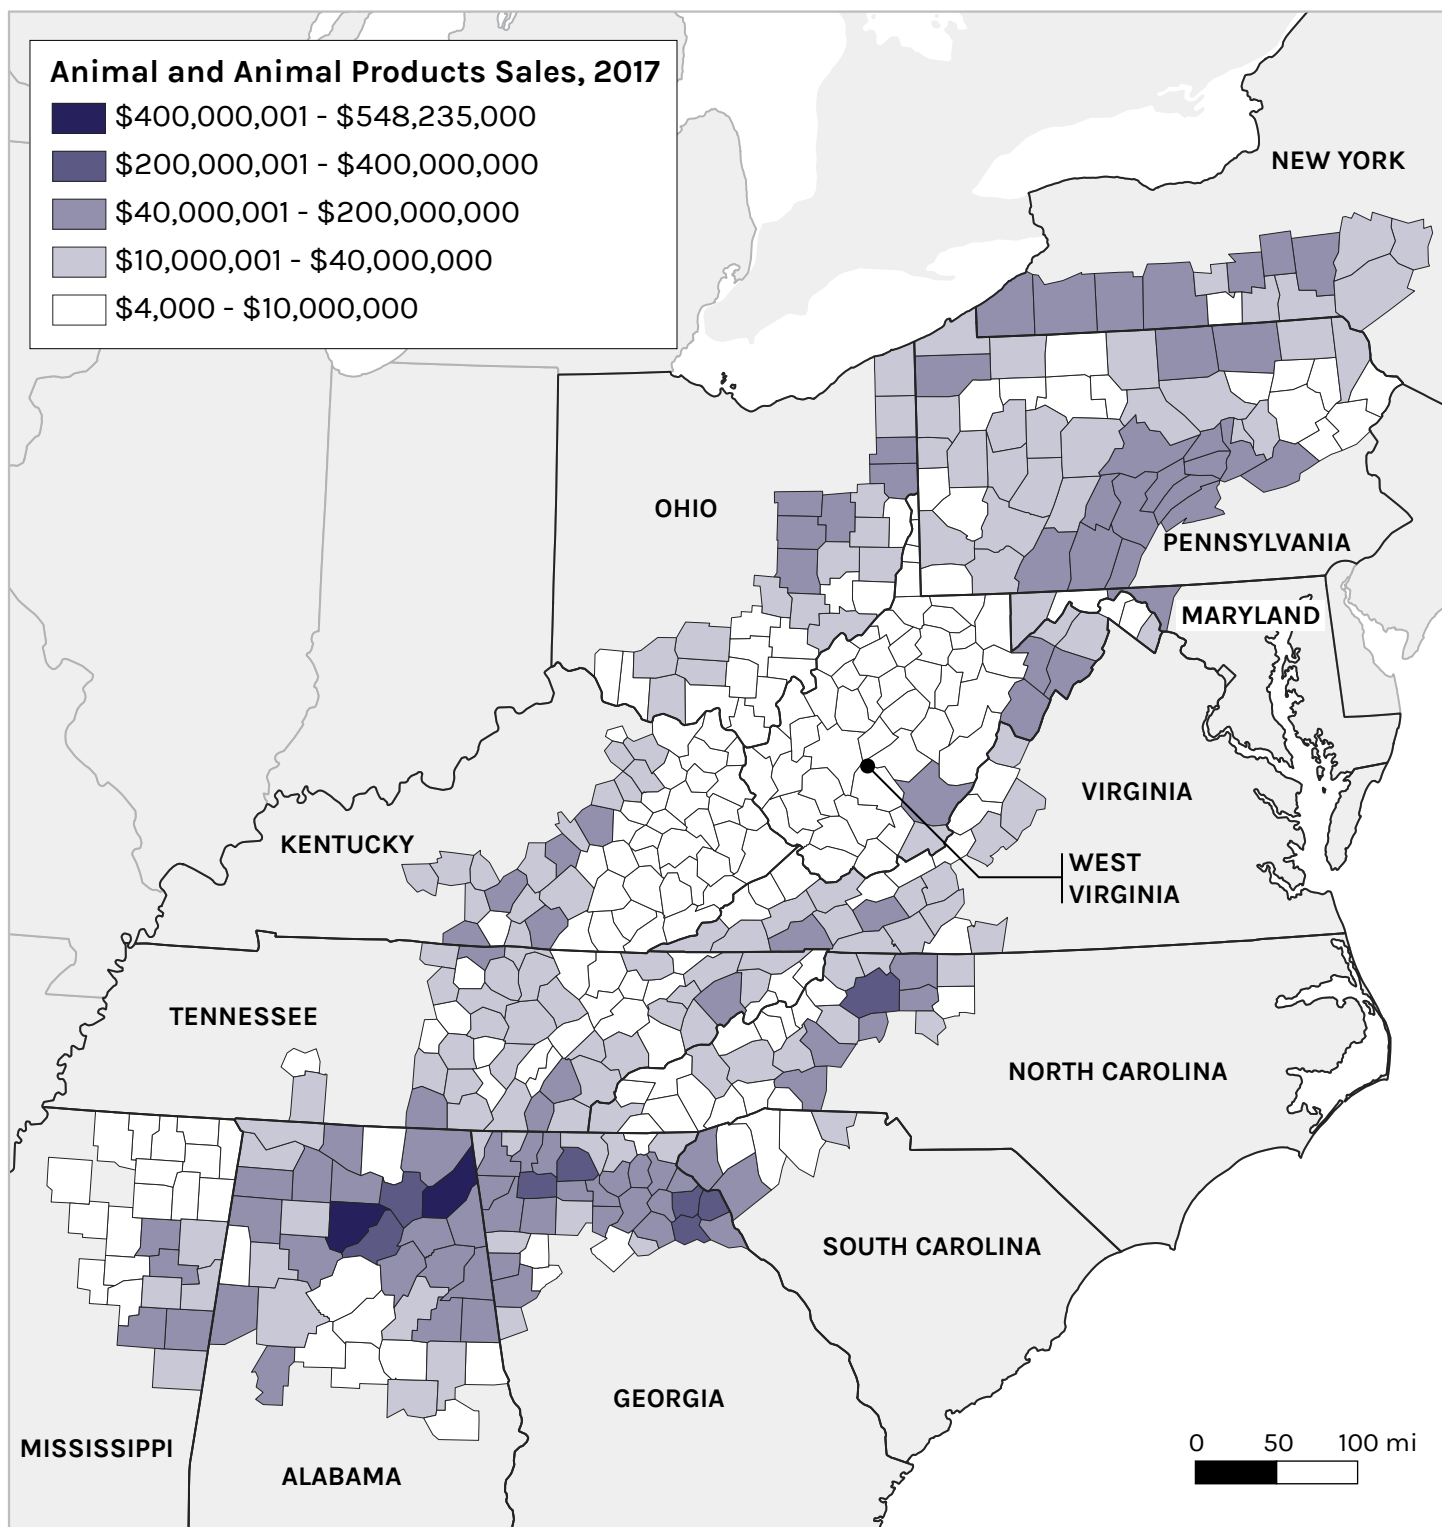 Animal and Animal Products Sales, 2017
$400,000,001 - $548,235,000
$200,000,001 - $400,000,000
$40,000,001 - $200,000,000
$10,000,001 - $40,000,000
$4,000 - $10,000,000
NEW YORK
OHIO
PENNSYLVANIA
MARYLAND
VIRGINIA
KENTUCKY
WEST
VIRGINIA
TENNESSEE
NORTH CAROLINA
SOUTH CAROLINA
GEORGIA
MISSISSIPPI
ALABAMA
0 50 100 mi